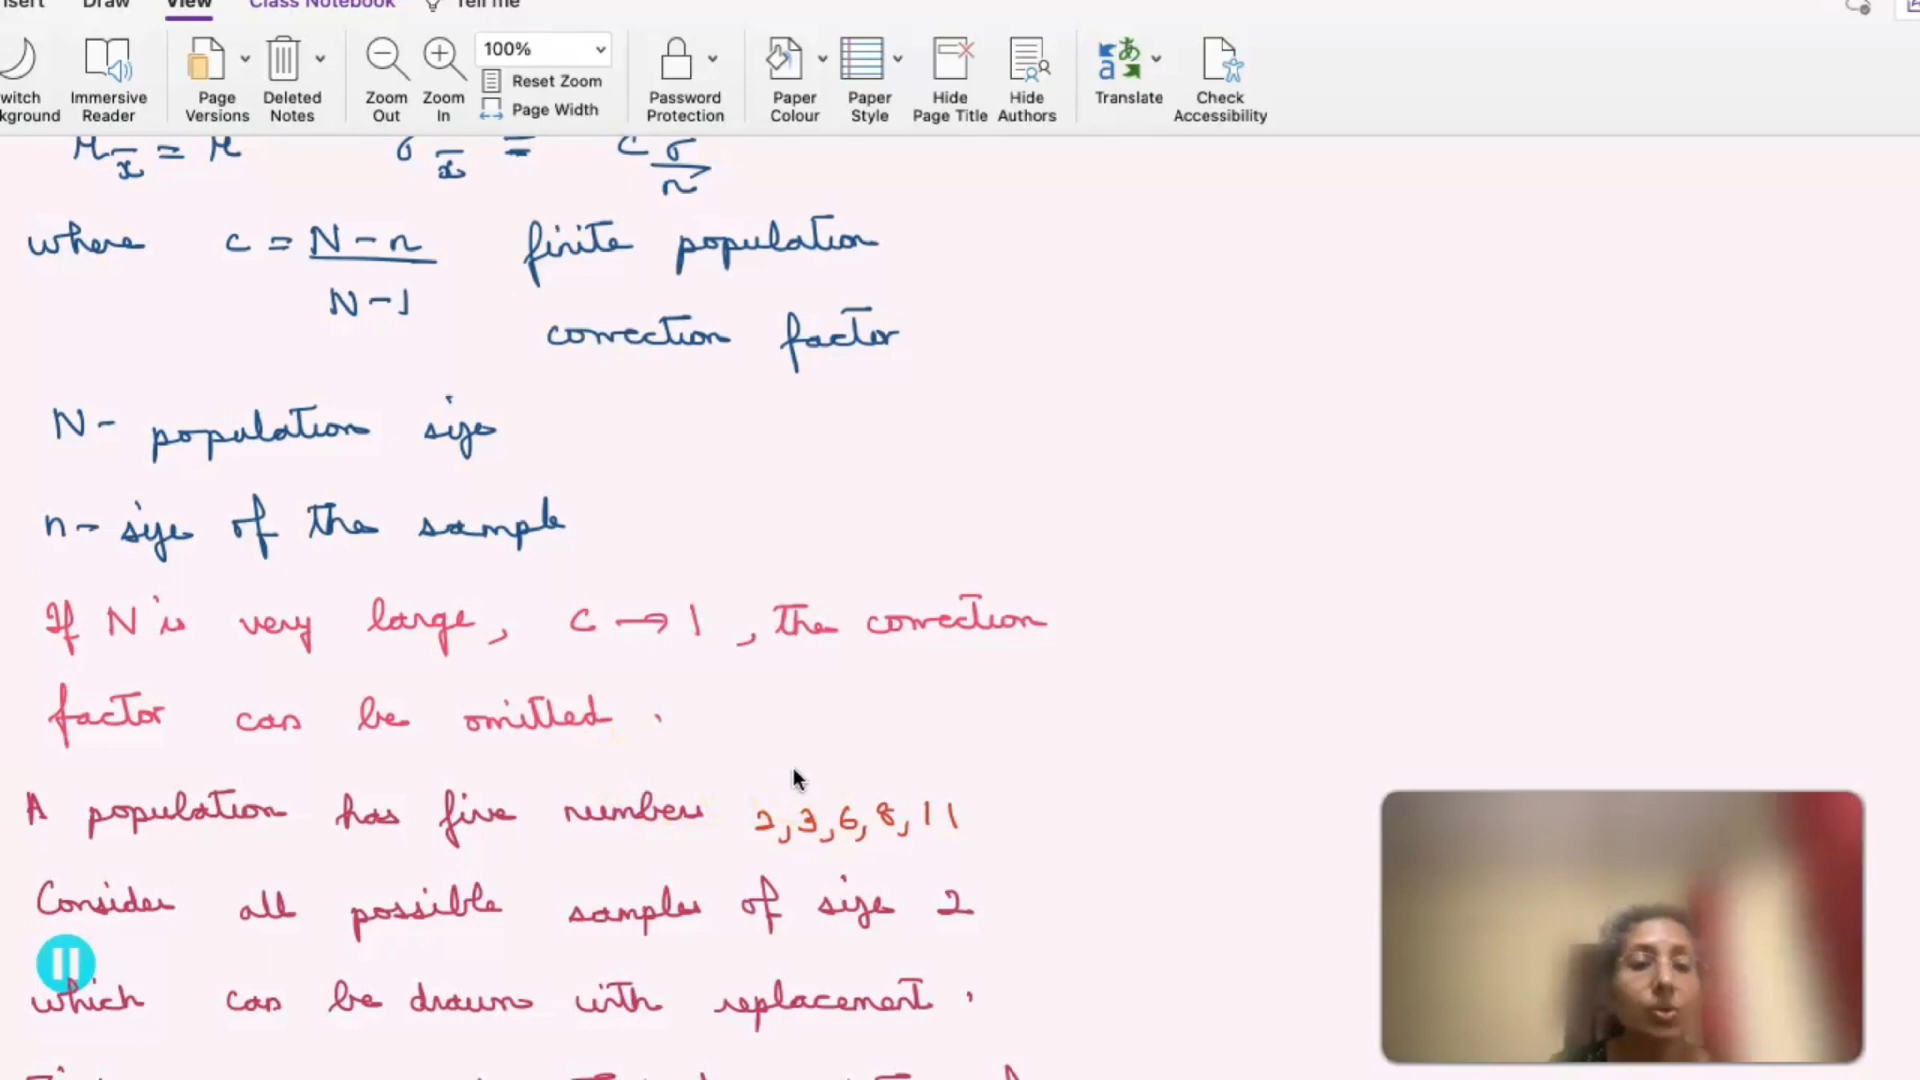 nsert Draw View Class Notebook Tell me
witch kground Immersive Reader Page Versions Deleted Notes Zoom Out Zoom In 100% Reset Zoom Page Width Password Protection Paper Colour Paper Style Hide Page Title Hide Authors Translate Check Accessibility
μx̄ = μ σx̄ = cσ/n
where c = N - n / N - 1 finite population
correction factor
N - population size
n - size of the sample
If N is very large, c → 1, the correction
factor can be omitted.
A population has five numbers 2, 3, 6, 8, 11
Consider all possible samples of size 2
which can be drawn with replacement.